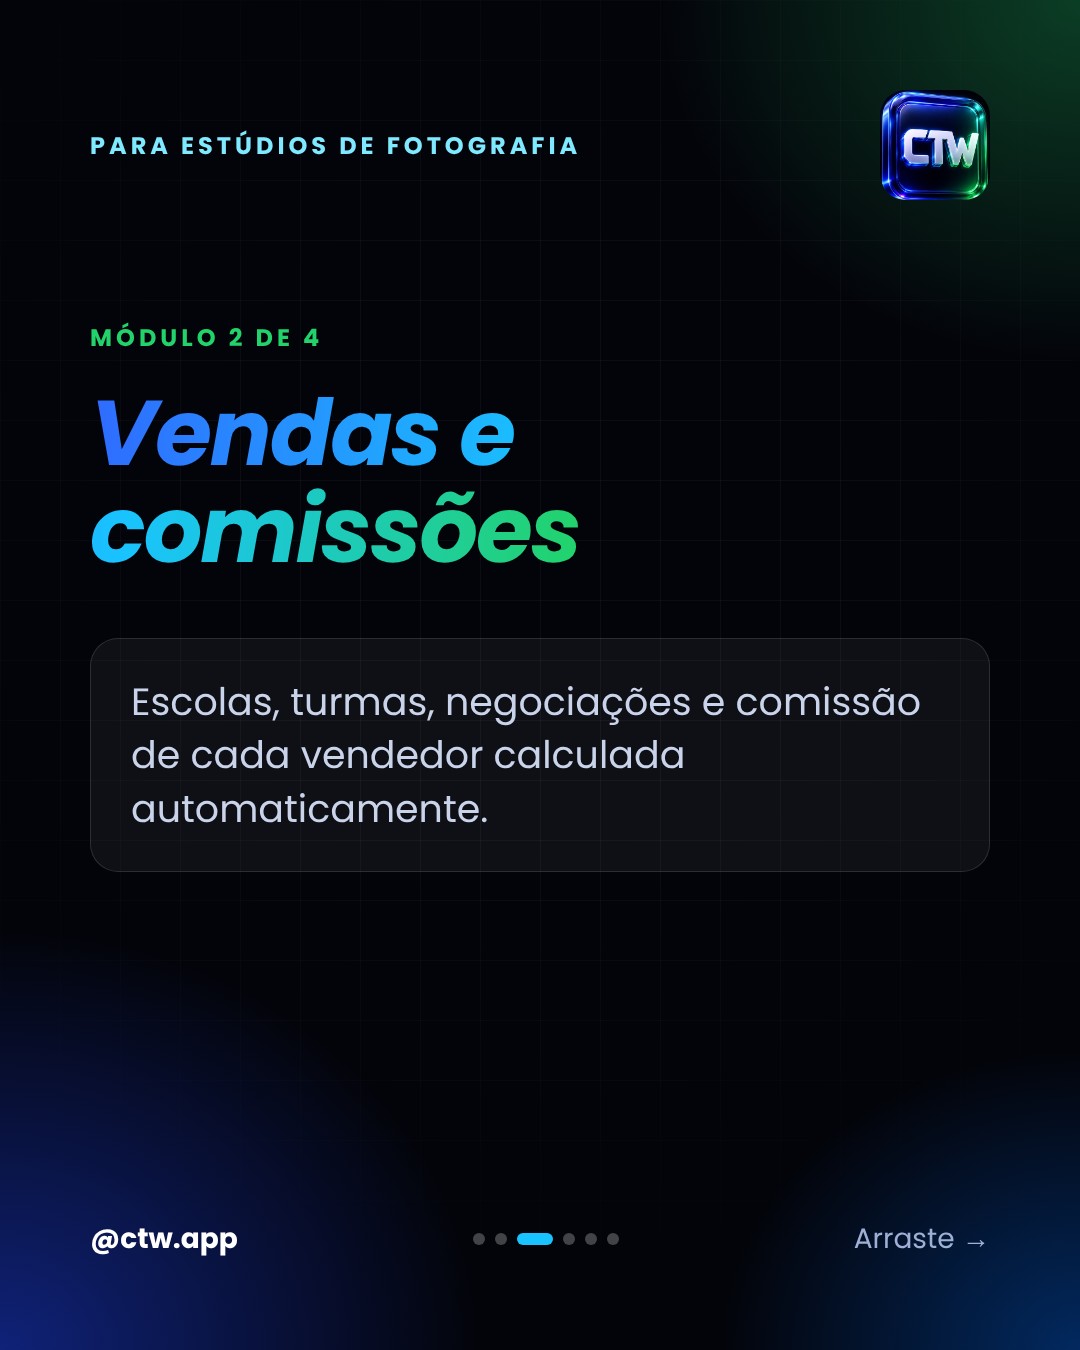 PARA ESTÚDIOS DE FOTOGRAFIA
CTW
MÓDULO 2 DE 4
Vendas e
comissões
Escolas, turmas, negociações e comissão
de cada vendedor calculada
automaticamente.
@ctw.app
Arraste →